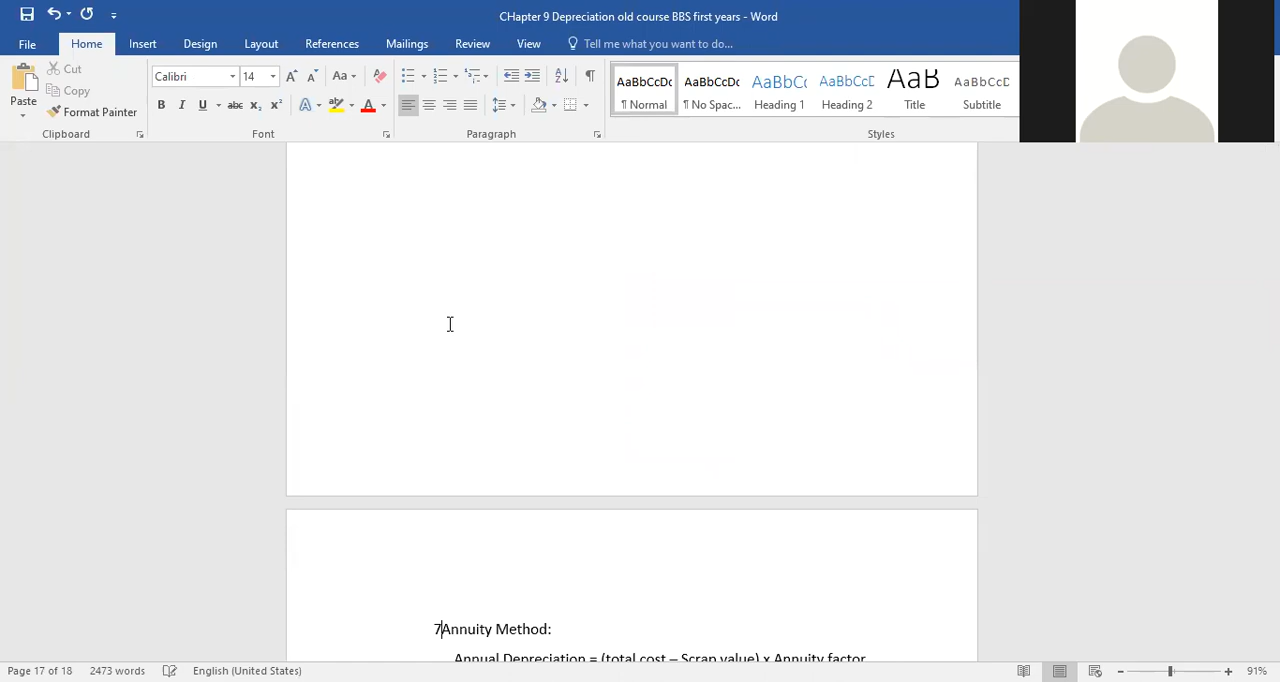 CHapter 9 Depreciation old course BBS first years - Word
File Home Insert Design Layout References Mailings Review View Tell me what you want to do...
Paste
Cut
Copy
Format Painter
Clipboard
Calibri 14
Font
Paragraph
AaBbCcDc AaBbCcDc AaBbCc AaBbCcD AaB AaBbCcD
¶ Normal ¶ No Spac... Heading 1 Heading 2 Title Subtitle
Styles
7Annuity Method:
Annual Depreciation = (total cost – Scrap value) x Annuity factor
Page 17 of 18 2473 words English (United States) 91%